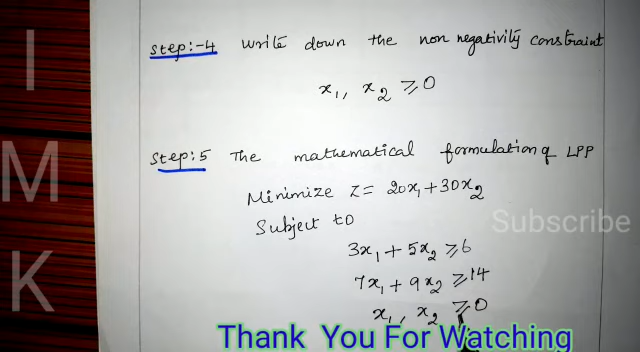 I
M
K
step:-4 Write down the non negativity constraint
x₁, x₂ ≥ 0
Step:5 The mathematical formulation of LPP
Minimize Z = 20x₁ + 30x₂
Subject to
Subscribe
3x₁ + 5x₂ ≥ 6
7x₁ + 9x₂ ≥ 14
x₁, x₂ ≥ 0
Thank You For Watching